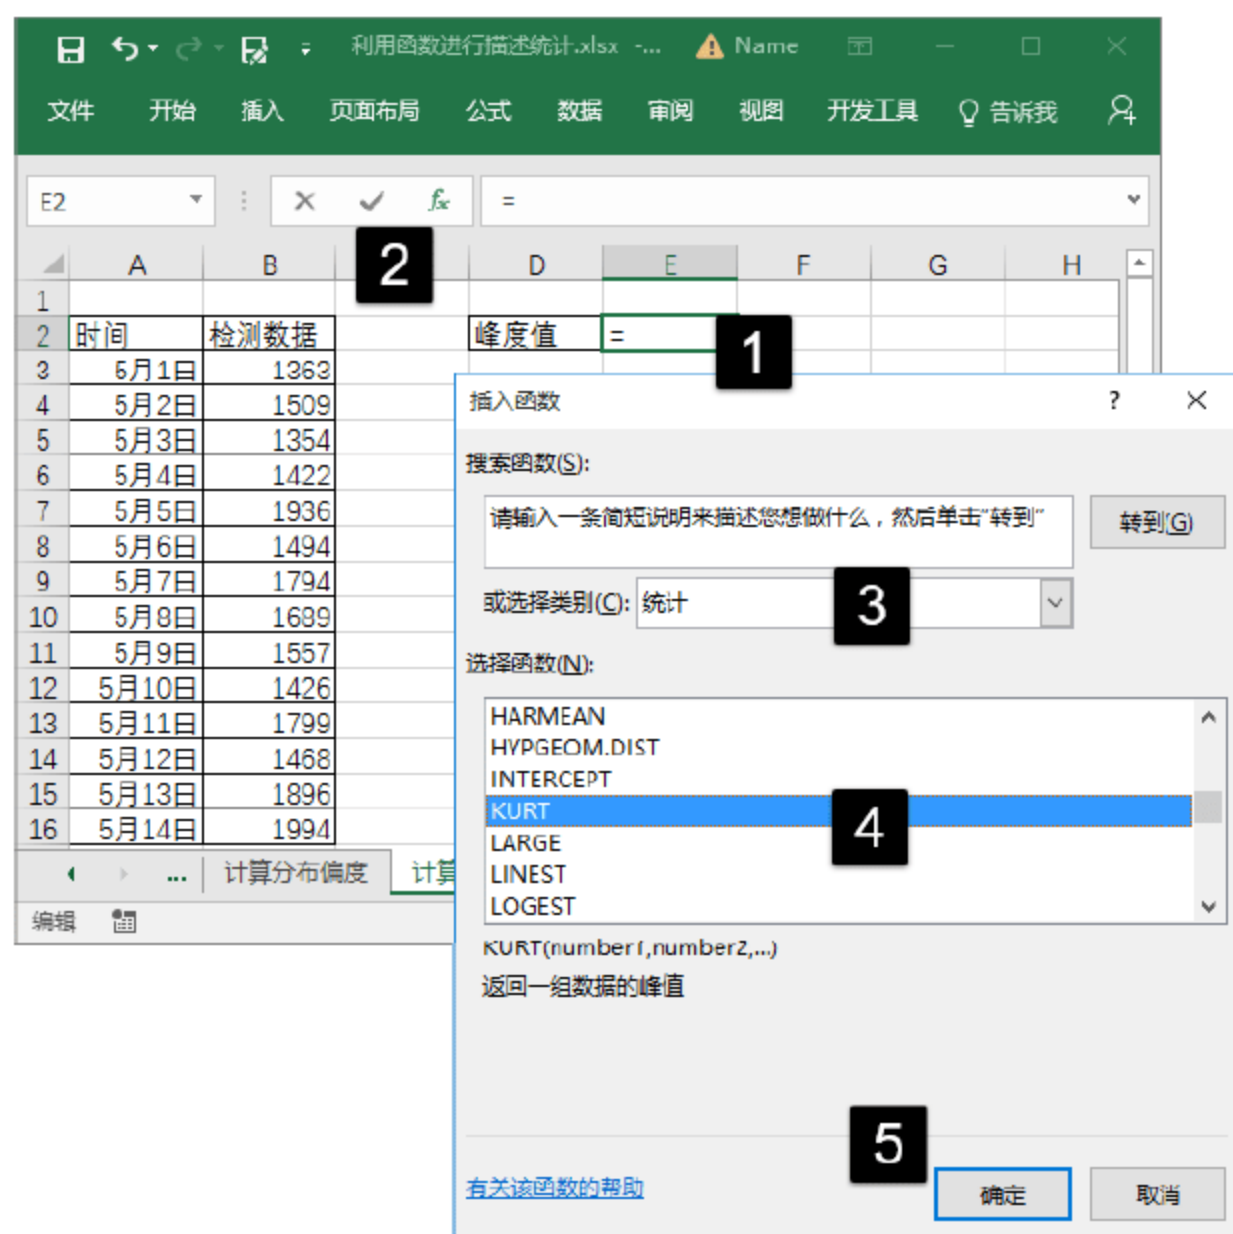 利用函数进行描述统计.xlsx -... Name
文件 开始 插入 页面布局 公式 数据 审阅 视图 开发工具 告诉我
E2 fx =
2
A B D E F G H
1
2 时间 检测数据 峰度值 =
1
3 5月1日 1363
4 5月2日 1509
5 5月3日 1354
6 5月4日 1422
7 5月5日 1936
8 5月6日 1494
9 5月7日 1794
10 5月8日 1689
11 5月9日 1557
12 5月10日 1426
13 5月11日 1799
14 5月12日 1468
15 5月13日 1896
16 5月14日 1994
... 计算分布偏度 计算
编辑
插入函数 ? ×
搜索函数(S):
请输入一条简短说明来描述您想做什么，然后单击“转到”
转到(G)
或选择类别(C): 统计
3
选择函数(N):
HARMEAN
HYPGEOM.DIST
INTERCEPT
KURT
4
LARGE
LINEST
LOGEST
KURT(number1,number2,...)
返回一组数据的峰值
5
有关该函数的帮助
确定 取消